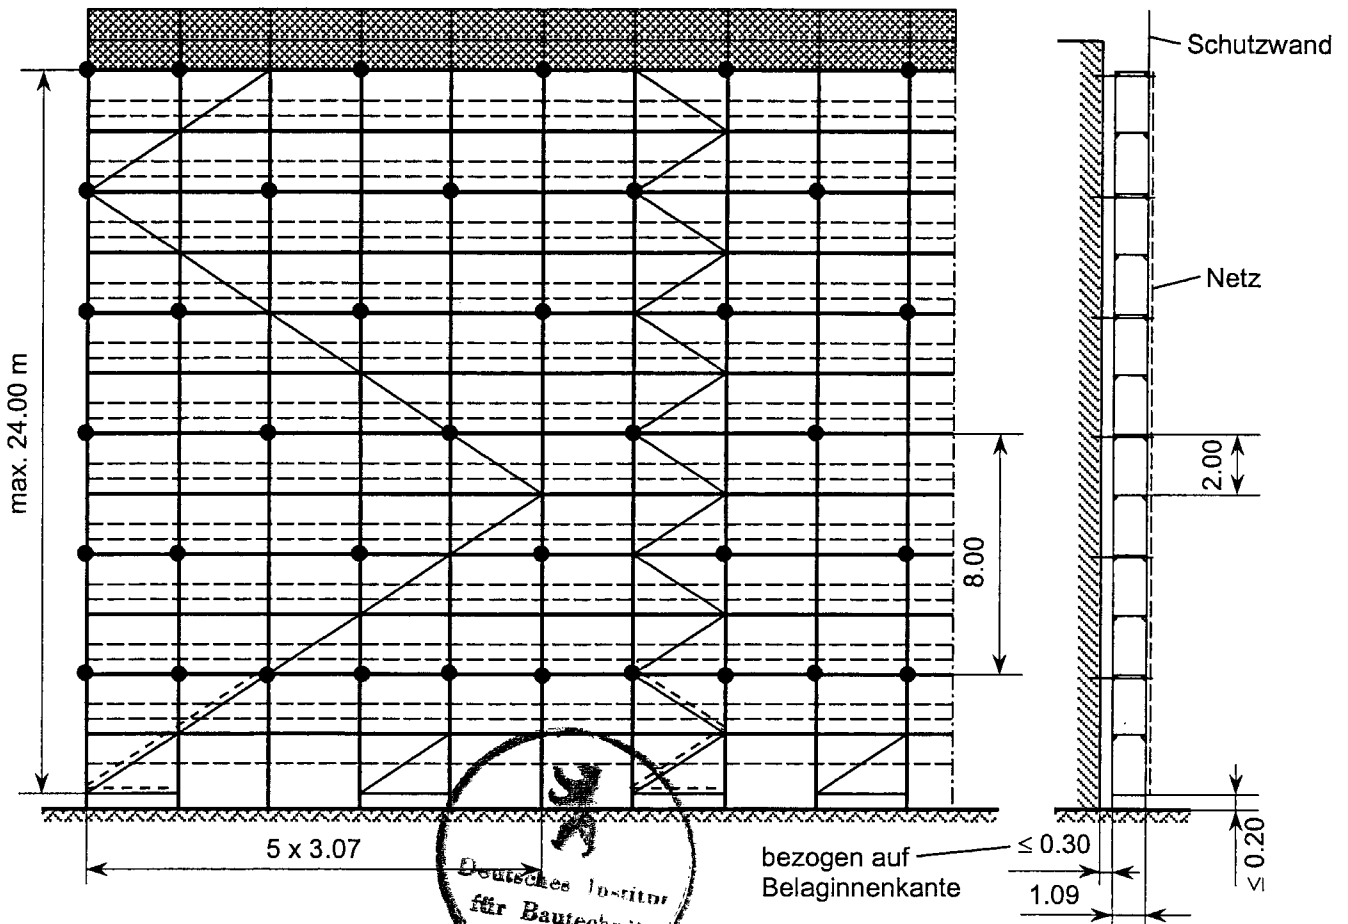 Schutzwand
Netz
max. 24.00 m
2.00
8.00
5 x 3.07
bezogen auf
Belaginnenkante
≤ 0.30
1.09
≤ 0.20
Deutsches Institut
für